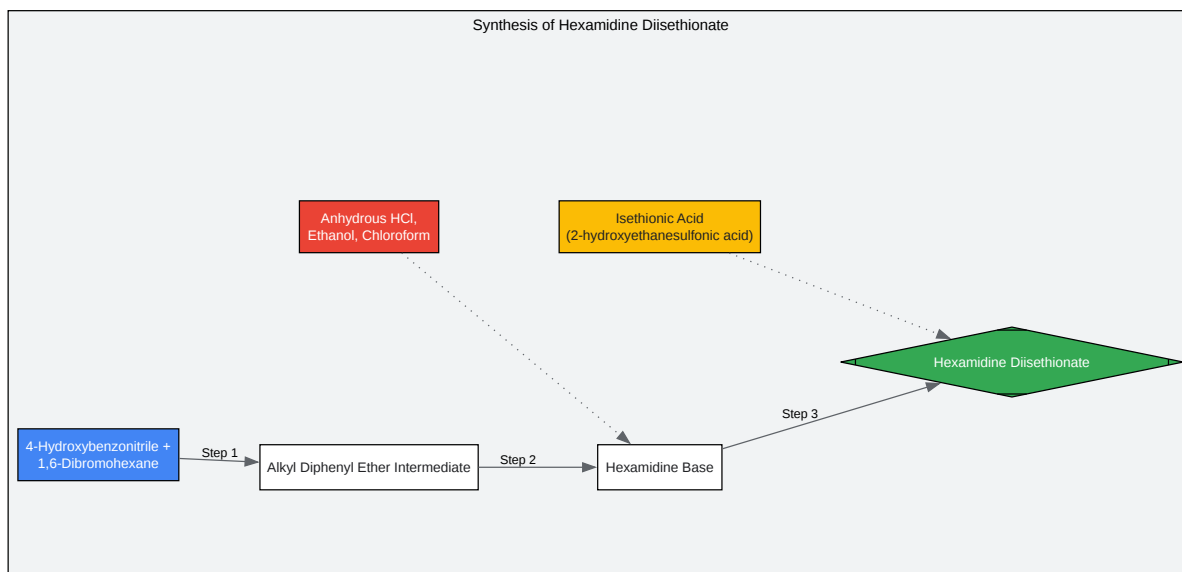 Synthesis of Hexamidine Diisethionate
Anhydrous HCl,
Ethanol, Chloroform
Isethionic Acid
(2-hydroxyethanesulfonic acid)
Hexamidine Diisethionate
Step 3
4-Hydroxybenzonitrile +
1,6-Dibromohexane
Step 1
Alkyl Diphenyl Ether Intermediate
Step 2
Hexamidine Base